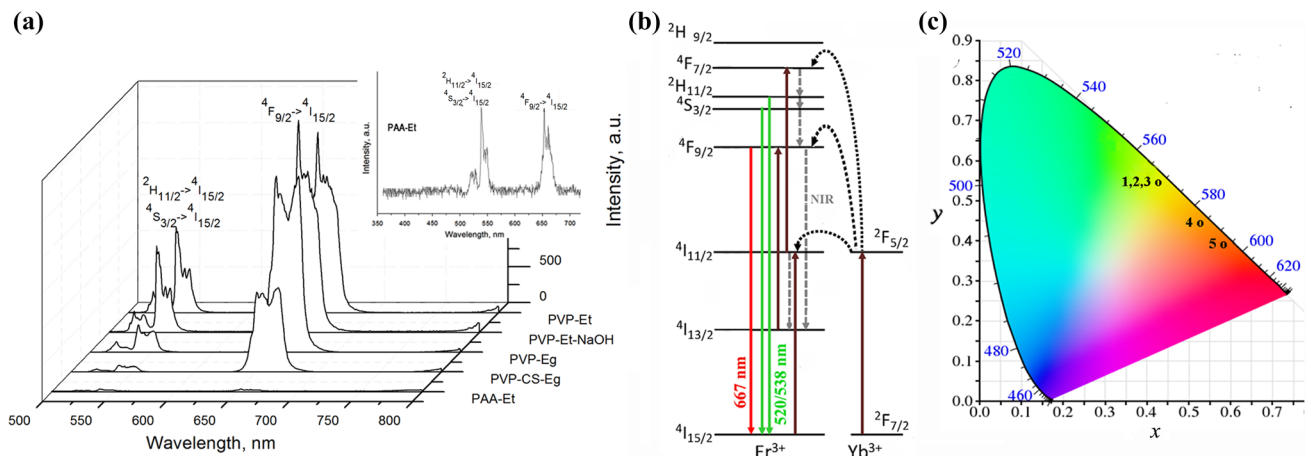 (a)
⁴F₉/₂->⁴I₁₅/₂
²H₁₁/₂->⁴I₁₅/₂
⁴S₃/₂->⁴I₁₅/₂
500
0
PVP-Et
PVP-Et-NaOH
PVP-Eg
PVP-CS-Eg
PAA-Et
500 550 600 650 700 750 800
Wavelength, nm
Intensity, a.u.
²H₁₁/₂->⁴I₁₅/₂
⁴S₃/₂->⁴I₁₅/₂
⁴F₉/₂->⁴I₁₅/₂
PAA-Et
Intensity, a.u.
350 400 450 500 550 600 650 700
Wavelength, nm
(b)
²H 9/2
⁴F₇/₂
²H₁₁/₂
⁴S₃/₂
⁴F₉/₂
NIR
⁴I₁₁/₂
²F₅/₂
⁴I₁₃/₂
667 nm
520/538 nm
⁴I₁₅/₂
²F₇/₂
Er³⁺ Yb³⁺
(c)
0.9
0.8
0.7
0.6
0.5
0.4
0.3
0.2
0.1
0.0
y
520
540
560
500
580
600
620
480
460
1,2,3 o
4 o
5 o
0.0 0.1 0.2 0.3 0.4 0.5 0.6 0.7
x